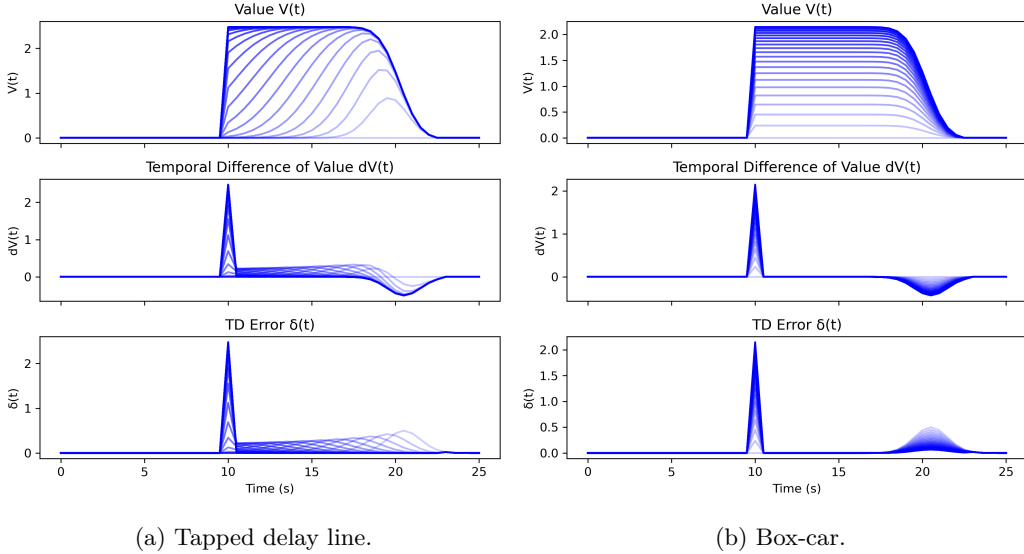 Value V(t)
V(t)
2
1
0
Temporal Difference of Value dV(t)
dV(t)
2
1
0
TD Error δ(t)
δ(t)
2
1
0
0 5 10 15 20 25
Time (s)
(a) Tapped delay line.
Value V(t)
V(t)
2.0
1.5
1.0
0.5
0.0
Temporal Difference of Value dV(t)
dV(t)
2
1
0
TD Error δ(t)
δ(t)
2.0
1.5
1.0
0.5
0.0
0 5 10 15 20 25
Time (s)
(b) Box-car.